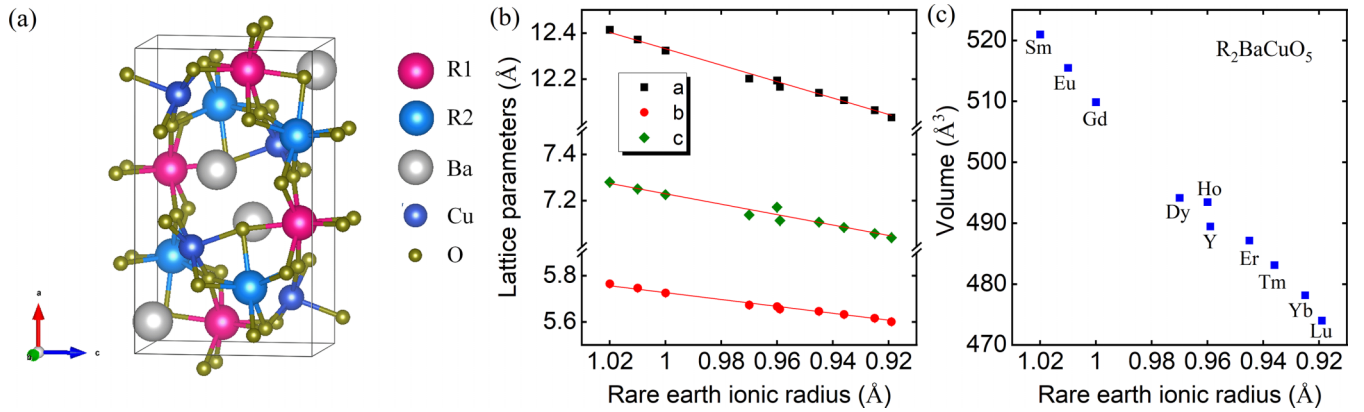 (a)
R1
R2
Ba
Cu
O
a
c
(b)
12.4
12.2
7.4
7.2
5.8
5.6
Lattice parameters (Å)
a
b
c
1.02 1 0.98 0.96 0.94 0.92
Rare earth ionic radius (Å)
(c)
520
510
500
490
480
470
Volume (Å³)
R₂BaCuO₅
Sm
Eu
Gd
Dy
Ho
Y
Er
Tm
Yb
Lu
1.02 1 0.98 0.96 0.94 0.92
Rare earth ionic radius (Å)